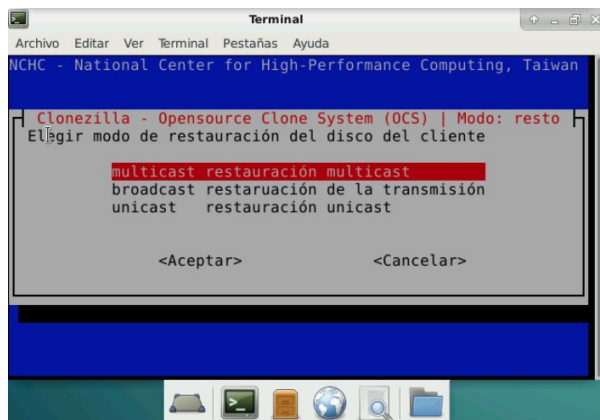 Terminal
Archivo Editar Ver Terminal Pestañas Ayuda
NCHC - National Center for High-Performance Computing, Taiwan
Clonezilla - Opensource Clone System (OCS) | Modo: resto
Elegir modo de restauración del disco del cliente
multicast restauración multicast
broadcast restaruación de la transmisión
unicast restauración unicast
<Aceptar> <Cancelar>